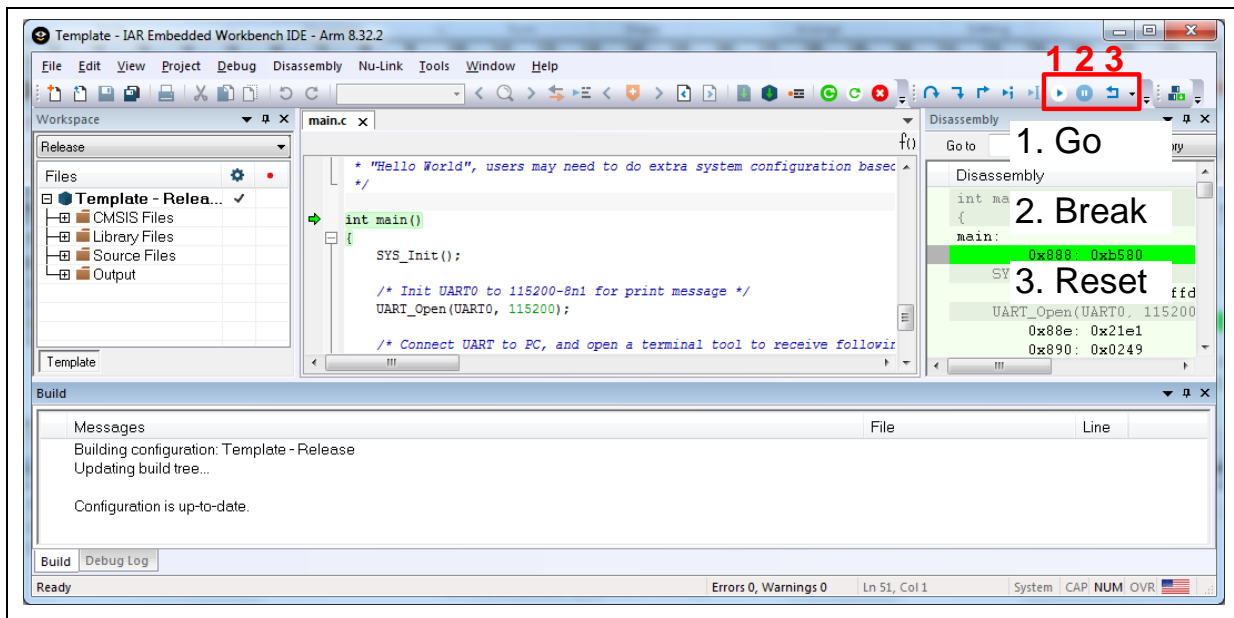 Template - IAR Embedded Workbench IDE - Arm 8.32.2
File Edit View Project Debug Disassembly Nu-Link Tools Window Help
1 2 3
Workspace
main.c
Disassembly
Release
f()
Go to
1. Go
Files
* "Hello World", users may need to do extra system configuration based
*/
Disassembly
Template - Relea...
CMSIS Files
Library Files
Source Files
Output
int main()
{
SYS_Init();
/* Init UART0 to 115200-8n1 for print message */
UART_Open(UART0, 115200);
/* Connect UART to PC, and open a terminal tool to receive
int
{
2. Break
main:
0x888: 0xb580
3. Reset
UART_Open(UART0, 115200
0x88e: 0x21e1
0x890: 0x0249
Template
Build
Messages File Line
Building configuration: Template - Release
Updating build tree...
Configuration is up-to-date.
Build Debug Log
Ready Errors 0, Warnings 0 Ln 51, Col 1 System CAP NUM OVR